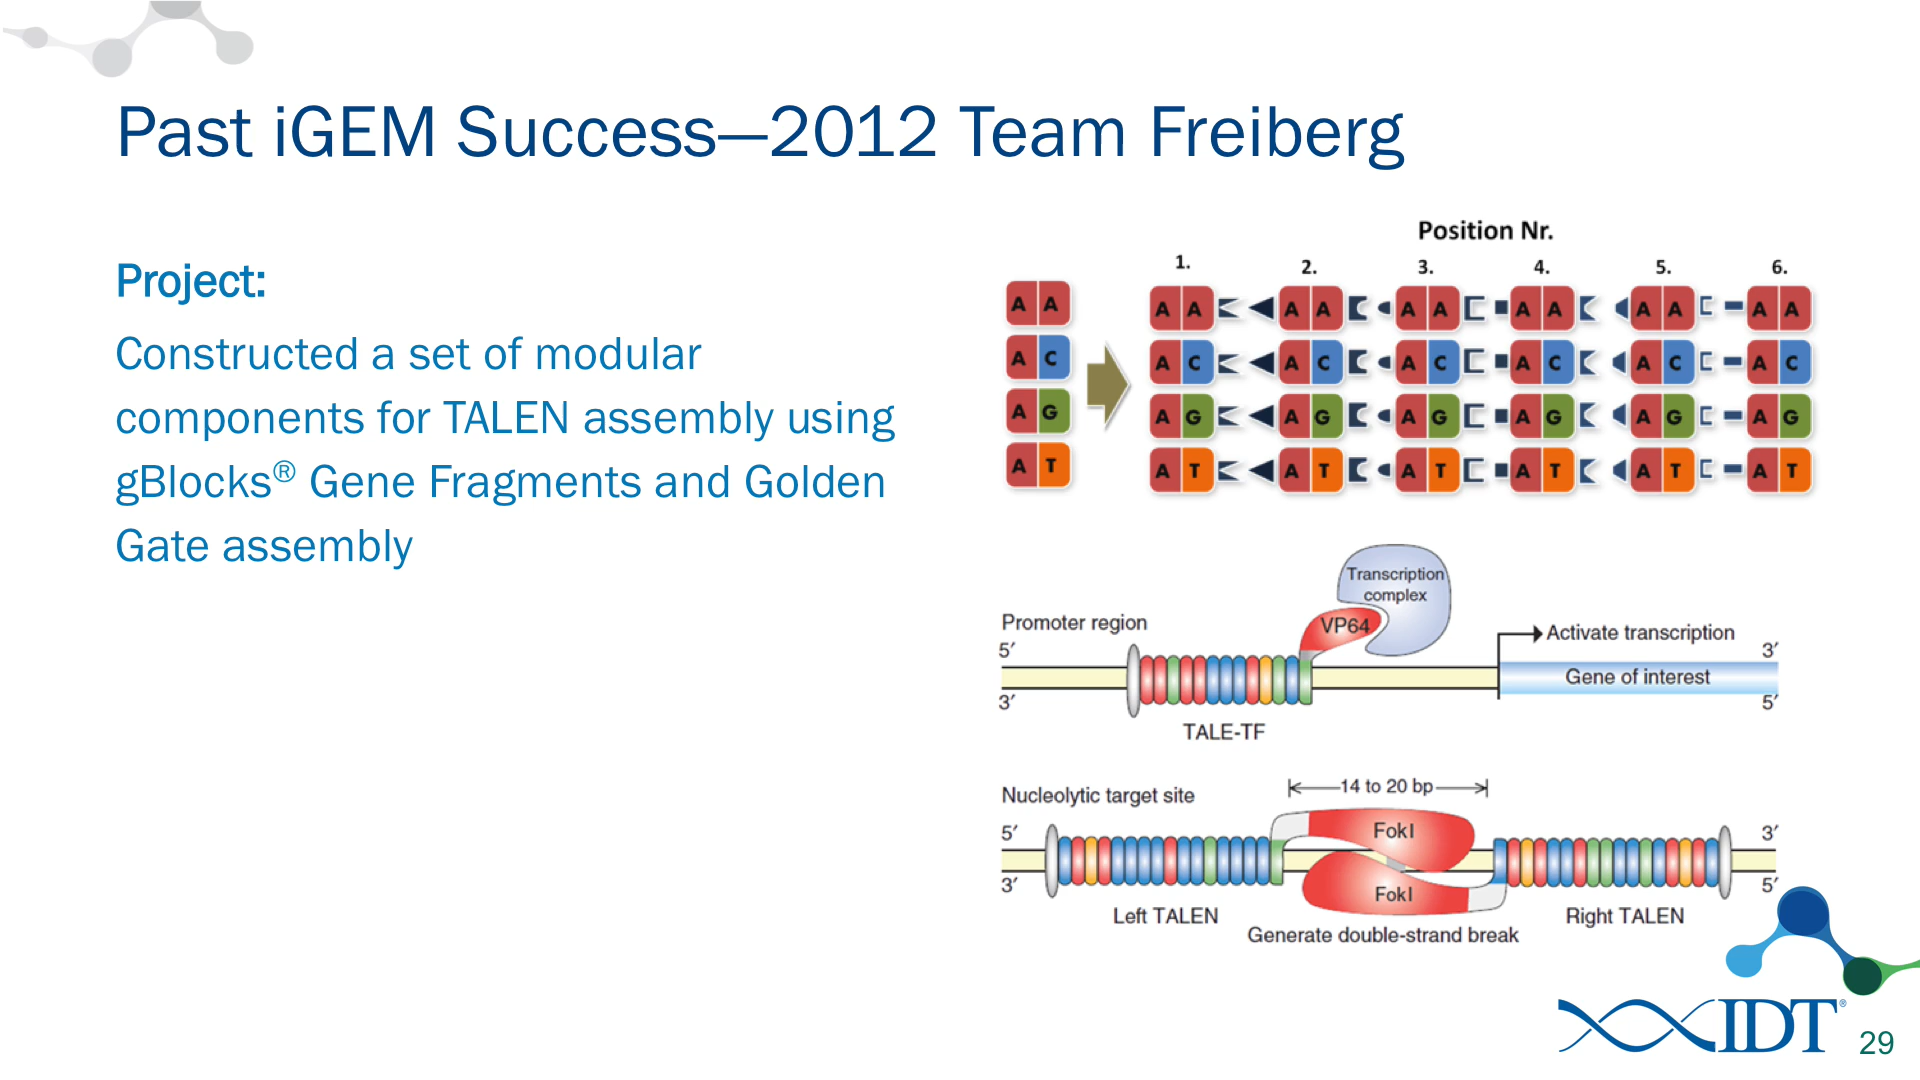 Past iGEM Success—2012 Team Freiberg
Project:
Constructed a set of modular
components for TALEN assembly using
gBlocks® Gene Fragments and Golden
Gate assembly
Position Nr.
1. 2. 3. 4. 5. 6.
A A A A A A A A A A A A A A
A C A C A C A C A C A C A C
A G A G A G A G A G A G A G
A T A T A T A T A T A T A T
Transcription
complex
VP64
Promoter region
Activate transcription
5′ 3′
Gene of interest
3′ 5′
TALE-TF
14 to 20 bp
Nucleolytic target site
5′ FokI 3′
3′ FokI 5′
Left TALEN Right TALEN
Generate double-strand break
IDT®
29